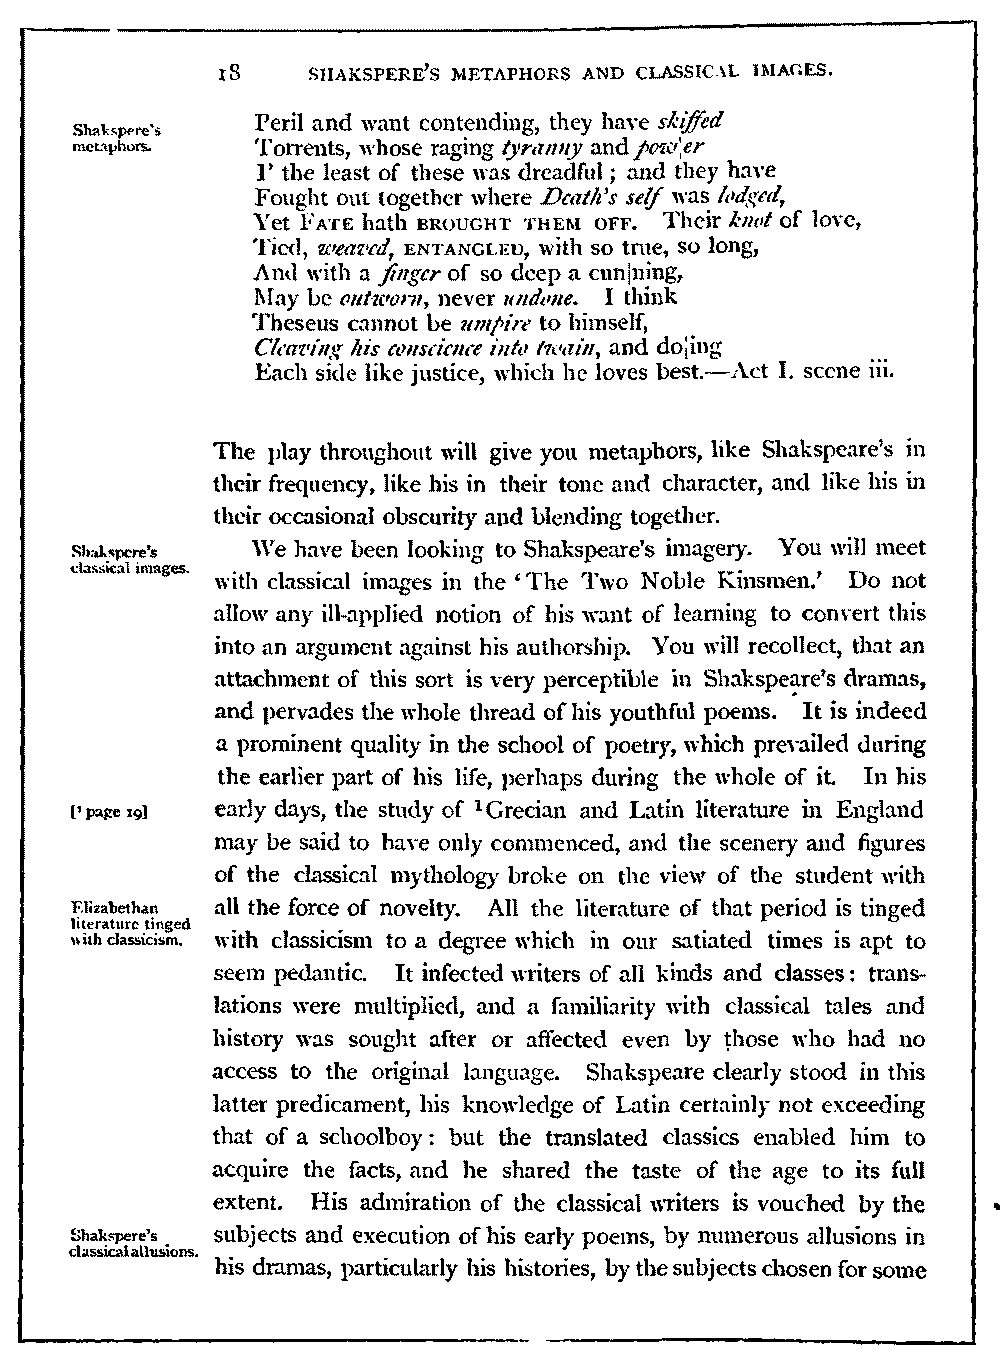 18 SHAKSPERE'S METAPHORS AND CLASSICAL IMAGES.
Shakspere's
metaphors.
Peril and want contending, they have skiffed
Torrents, whose raging tyranny and pow|er
I' the least of these was dreadful; and they have
Fought out together where Death's self was lodged,
Yet FATE hath BROUGHT THEM OFF. Their knot of love,
Tied, weaved, ENTANGLED, with so true, so long,
And with a finger of so deep a cun|ning,
May be outworn, never undone. I think
Theseus cannot be umpire to himself,
Cleaving his conscience into twain, and do|ing
Each side like justice, which he loves best.—Act I. scene iii.
The play throughout will give you metaphors, like Shakspeare's in
their frequency, like his in their tone and character, and like his in
their occasional obscurity and blending together.
Shakspere's
classical images.
We have been looking to Shakspeare's imagery. You will meet
with classical images in the 'The Two Noble Kinsmen.' Do not
allow any ill-applied notion of his want of learning to convert this
into an argument against his authorship. You will recollect, that an
attachment of this sort is very perceptible in Shakspeare's dramas,
and pervades the whole thread of his youthful poems. It is indeed
a prominent quality in the school of poetry, which prevailed during
the earlier part of his life, perhaps during the whole of it. In his
[¹ page 19]
early days, the study of ¹Grecian and Latin literature in England
may be said to have only commenced, and the scenery and figures
of the classical mythology broke on the view of the student with
Elizabethan
literature tinged
with classicism.
all the force of novelty. All the literature of that period is tinged
with classicism to a degree which in our satiated times is apt to
seem pedantic. It infected writers of all kinds and classes: trans-
lations were multiplied, and a familiarity with classical tales and
history was sought after or affected even by those who had no
access to the original language. Shakspeare clearly stood in this
latter predicament, his knowledge of Latin certainly not exceeding
that of a schoolboy: but the translated classics enabled him to
acquire the facts, and he shared the taste of the age to its full
extent. His admiration of the classical writers is vouched by the
Shakspere's
classical allusions.
subjects and execution of his early poems, by numerous allusions in
his dramas, particularly his histories, by the subjects chosen for some